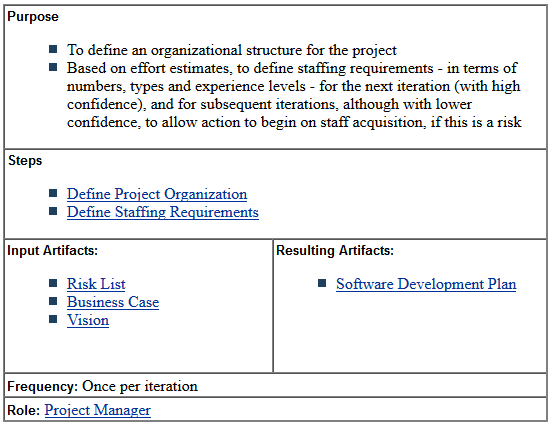 Purpose
To define an organizational structure for the project
Based on effort estimates, to define staffing requirements - in terms of
numbers, types and experience levels - for the next iteration (with high
confidence), and for subsequent iterations, although with lower
confidence, to allow action to begin on staff acquisition, if this is a risk
Steps
Define Project Organization
Define Staffing Requirements
Input Artifacts:
Risk List
Business Case
Vision
Resulting Artifacts:
Software Development Plan
Frequency: Once per iteration
Role: Project Manager